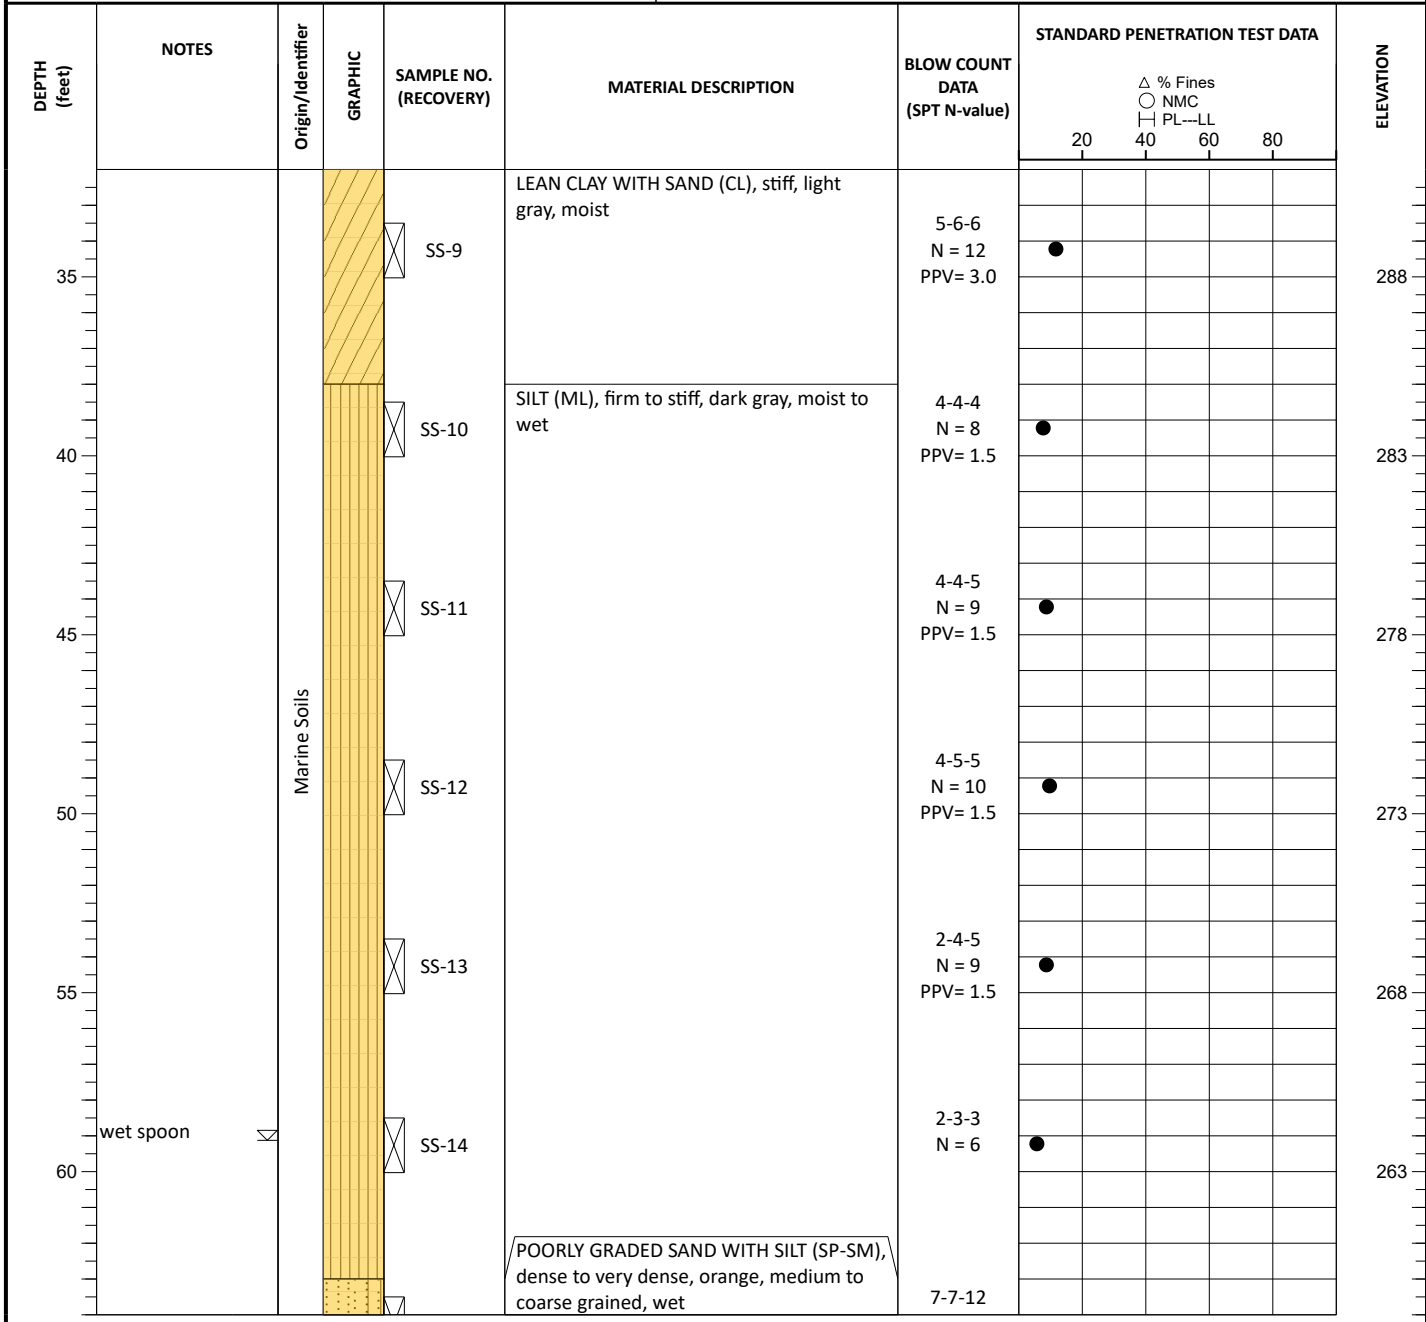 DEPTH
(feet)
NOTES
Origin/Identifier
GRAPHIC
SAMPLE NO.
(RECOVERY)
MATERIAL DESCRIPTION
BLOW COUNT
DATA
(SPT N-value)
STANDARD PENETRATION TEST DATA
△ % Fines
○ NMC
PL---LL
20 40 60 80
ELEVATION
LEAN CLAY WITH SAND (CL), stiff, light
gray, moist
5-6-6
SS-9
N = 12
35
PPV= 3.0
288
SILT (ML), firm to stiff, dark gray, moist to
wet
4-4-4
SS-10
N = 8
40
PPV= 1.5
283
4-4-5
SS-11
N = 9
45
PPV= 1.5
278
Marine Soils
4-5-5
SS-12
N = 10
50
PPV= 1.5
273
2-4-5
SS-13
N = 9
55
PPV= 1.5
268
2-3-3
wet spoon
SS-14
N = 6
60
263
POORLY GRADED SAND WITH SILT (SP-SM),
dense to very dense, orange, medium to
coarse grained, wet
7-7-12